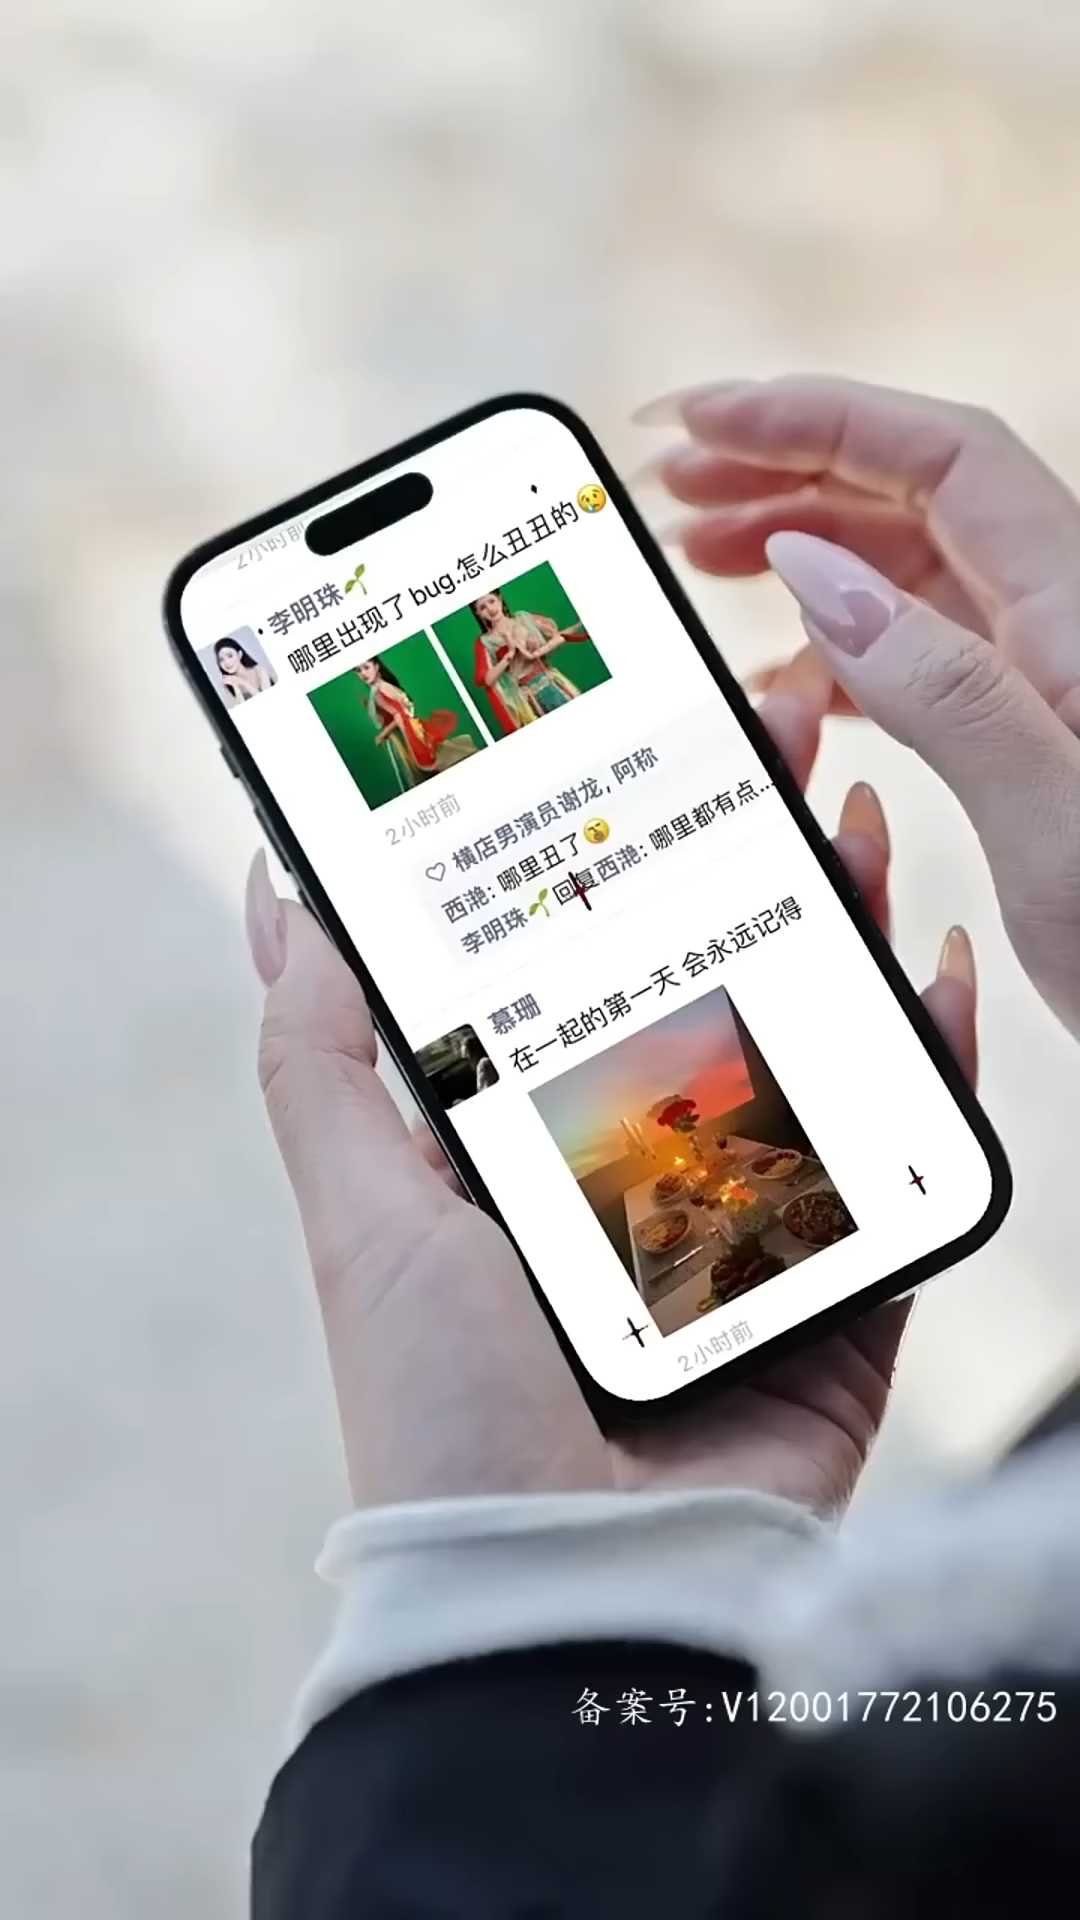 2小时前
李明珠🌱
哪里出现了bug.怎么丑丑的😢
2小时前
横店男演员谢龙, 阿称
西滟: 哪里丑了🤫
李明珠🌱回复西滟: 哪里都有点...
慕珊
在一起的第一天 会永远记得
2小时前
备案号:V12001772106275